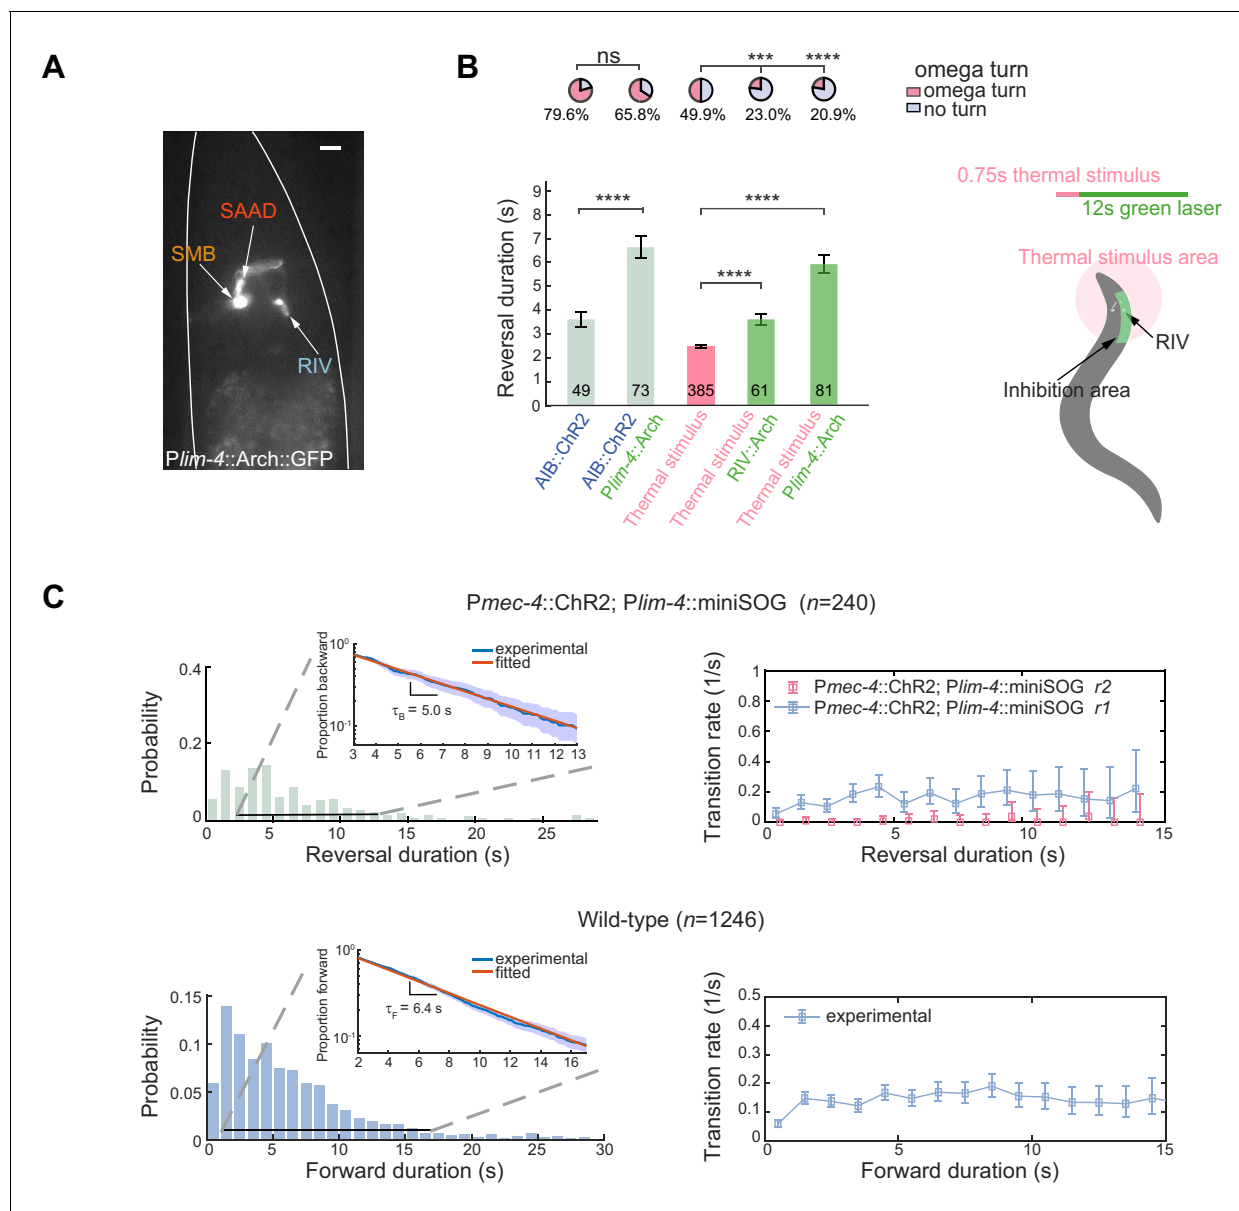 A
SAAD
SMB
RIV
Plim-4::Arch::GFP
B
ns
***
****
79.6%
65.8%
49.9%
23.0%
20.9%
omega turn
omega turn
no turn
Reversal duration (s)
9
8
7
6
5
4
3
2
1
0
****
****
****
49
73
385
61
81
AIB::ChR2
AIB::ChR2
Plim-4::Arch
Thermal stimulus
Thermal stimulus
RIV::Arch
Thermal stimulus
Plim-4::Arch
0.75s thermal stimulus
12s green laser
Thermal stimulus area
RIV
Inhibition area
C
Pmec-4::ChR2; Plim-4::miniSOG (n=240)
Probability
0.4
0.2
0
0 5 10 15 20 25
Reversal duration (s)
Proportion backward
10⁰
10⁻¹
experimental
fitted
τB = 5.0 s
3 4 5 6 7 8 9 10 11 12 13
Transition rate (1/s)
1
0.8
0.6
0.4
0.2
0
Pmec-4::ChR2; Plim-4::miniSOG r2
Pmec-4::ChR2; Plim-4::miniSOG r1
0 5 10 15
Reversal duration (s)
Wild-type (n=1246)
Probability
0.15
0.1
0.05
0
0 5 10 15 20 25 30
Forward duration (s)
Proportion forward
10⁰
10⁻¹
experimental
fitted
τF = 6.4 s
2 4 6 8 10 12 14 16
Transition rate (1/s)
0.5
0.4
0.3
0.2
0.1
0
experimental
0 5 10 15
Forward duration (s)